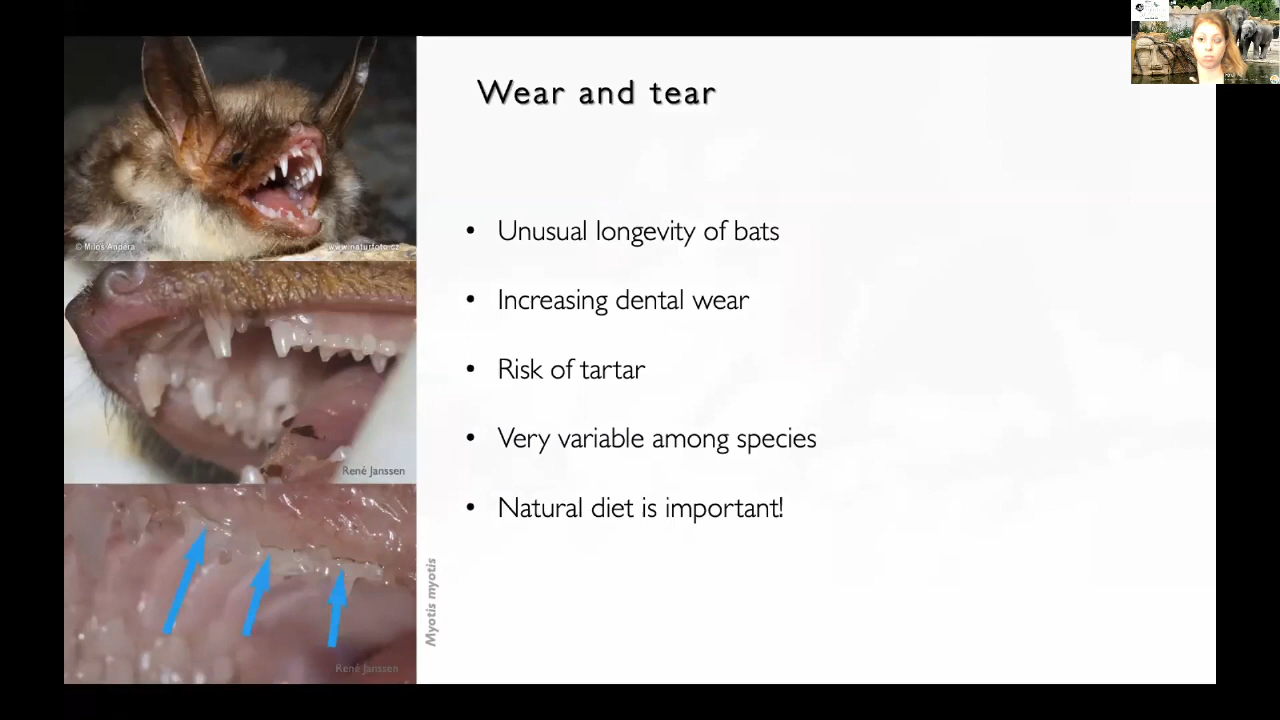 Wear and tear
• Unusual longevity of bats
• Increasing dental wear
• Risk of tartar
• Very variable among species
• Natural diet is important!
© Milos Anděra
www.naturfoto.cz
René Janssen
René Janssen
Myotis myotis